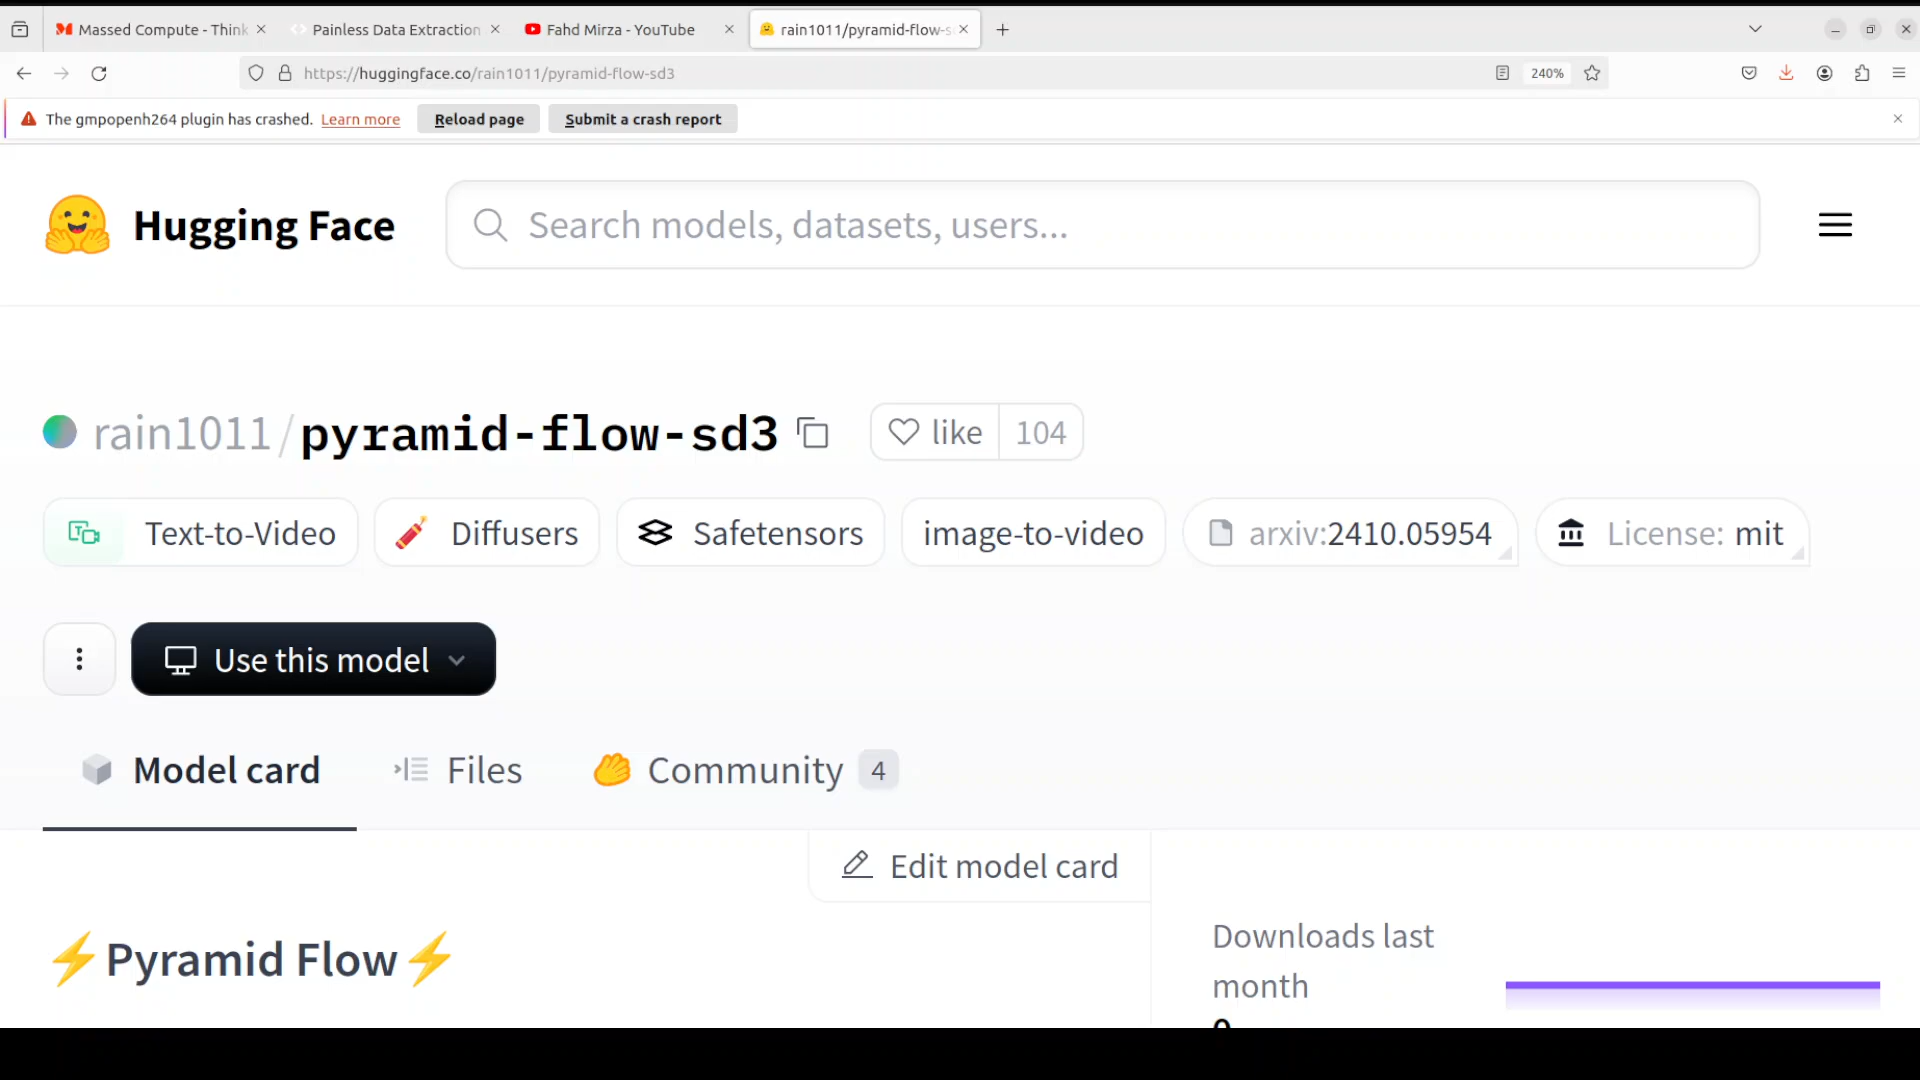 Massed Compute - Think
Painless Data Extraction
Fahd Mirza - YouTube
rain1011/pyramid-flow-s
https://huggingface.co/rain1011/pyramid-flow-sd3
240%
The gmpopenh264 plugin has crashed. Learn more Reload page Submit a crash report
Hugging Face
Search models, datasets, users...
rain1011/pyramid-flow-sd3
like 104
Text-to-Video
Diffusers
Safetensors
image-to-video
arxiv:2410.05954
License: mit
Use this model
Model card
Files
Community 4
Edit model card
⚡Pyramid Flow⚡
Downloads last
month